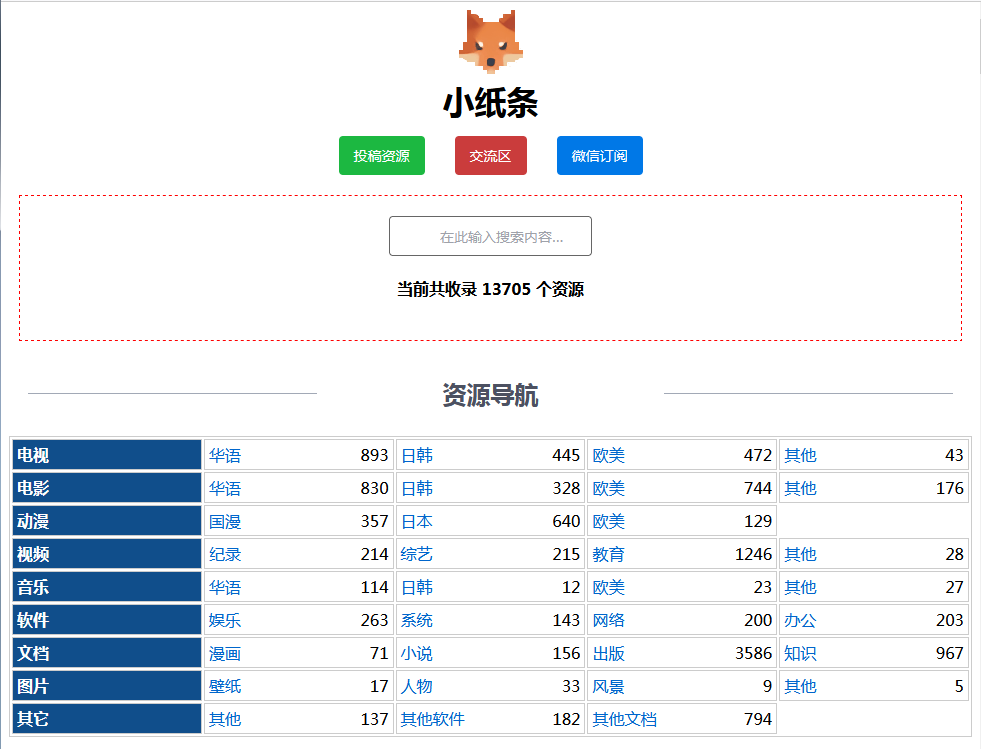 小纸条
投稿资源 交流区 微信订阅
在此输入搜索内容...
当前共收录 13705 个资源
资源导航
电视 华语 893 日韩 445 欧美 472 其他 43
电影 华语 830 日韩 328 欧美 744 其他 176
动漫 国漫 357 日本 640 欧美 129
视频 纪录 214 综艺 215 教育 1246 其他 28
音乐 华语 114 日韩 12 欧美 23 其他 27
软件 娱乐 263 系统 143 网络 200 办公 203
文档 漫画 71 小说 156 出版 3586 知识 967
图片 壁纸 17 人物 33 风景 9 其他 5
其它 其他 137 其他软件 182 其他文档 794